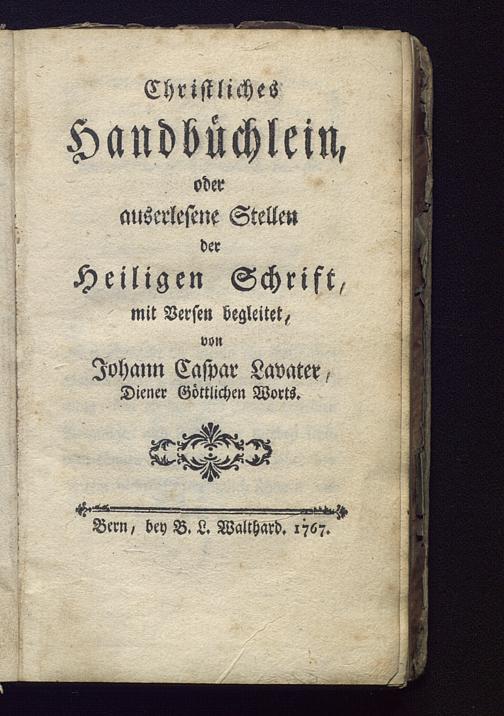 Christliches
Handbüchlein,
oder
auserlesene Stellen
der
Heiligen Schrift,
mit Versen begleitet,
von
Johann Caspar Lavater,
Diener Göttlichen Worts.
Bern, bey B. L. Walthard. 1767.